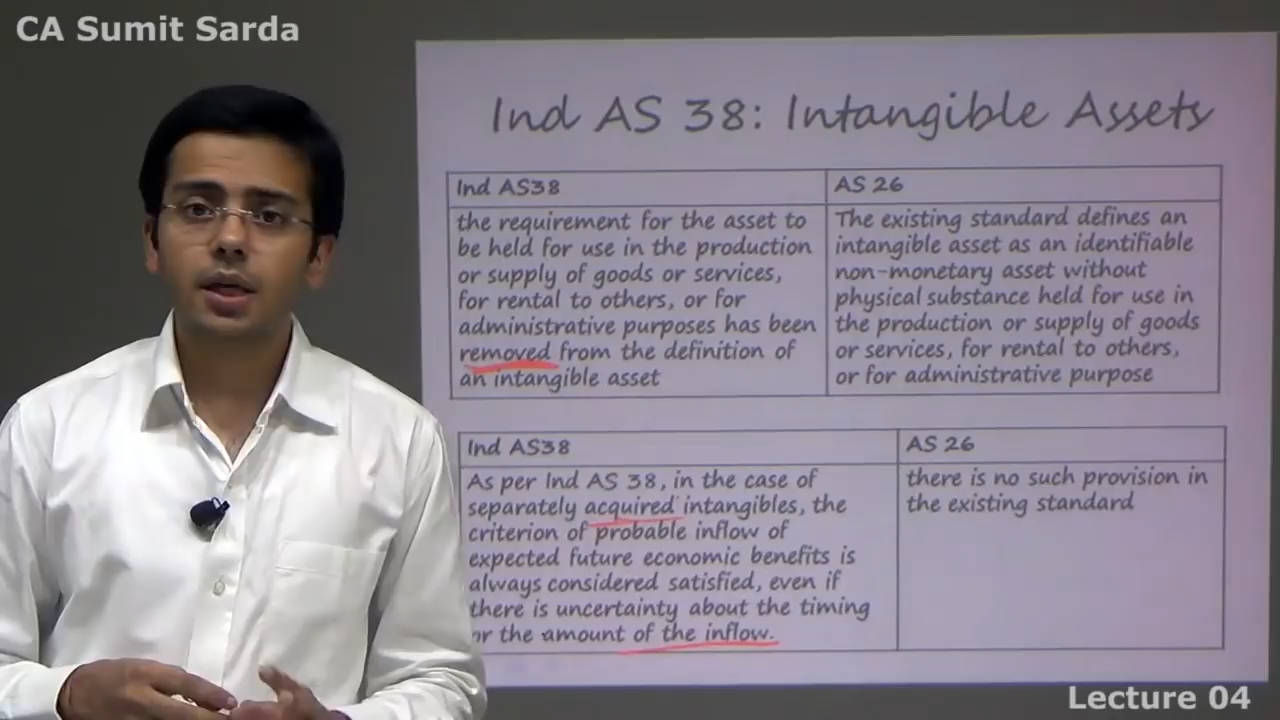 CA Sumit Sarda
Ind AS 38: Intangible Assets
Ind AS38
the requirement for the asset to
be held for use in the production
or supply of goods or services,
for rental to others, or for
administrative purposes has been
removed from the definition of
an intangible asset
AS 26
The existing standard defines an
intangible asset as an identifiable
non-monetary asset without
physical substance held for use in
the production or supply of goods
or services, for rental to others,
or for administrative purpose
Ind AS38
As per Ind AS 38, in the case of
separately acquired intangibles, the
criterion of probable inflow of
expected future economic benefits is
always considered satisfied, even if
there is uncertainty about the timing
or the amount of the inflow.
AS 26
there is no such provision in
the existing standard
Lecture 04